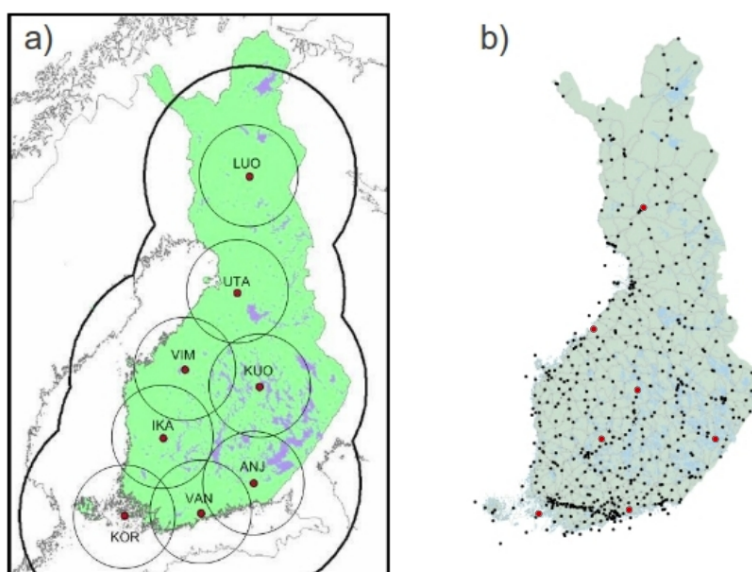 a)
b)
LUO
UTA
VIM
KUO
IKA
ANJ
VAN
KOR